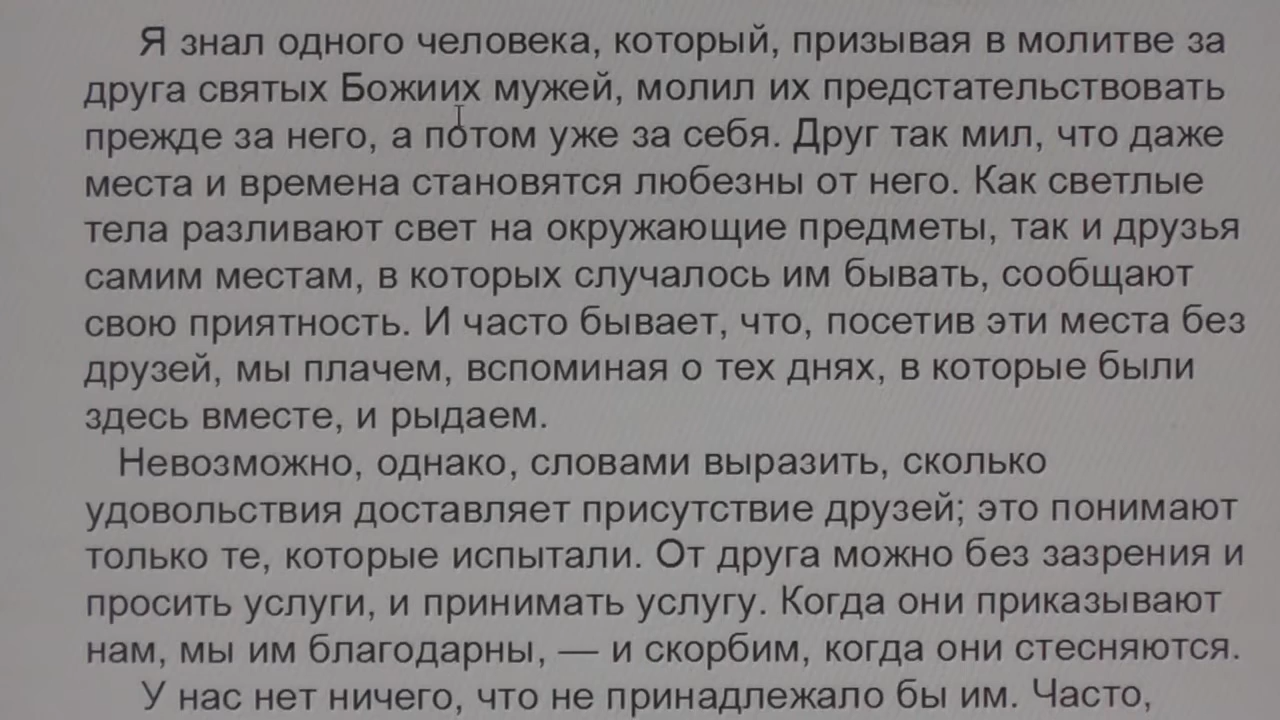 Я знал одного человека, который, призывая в молитве за
друга святых Божиих мужей, молил их предстательствовать
прежде за него, а потом уже за себя. Друг так мил, что даже
места и времена становятся любезны от него. Как светлые
тела разливают свет на окружающие предметы, так и друзья
самим местам, в которых случалось им бывать, сообщают
свою приятность. И часто бывает, что, посетив эти места без
друзей, мы плачем, вспоминая о тех днях, в которые были
здесь вместе, и рыдаем.
Невозможно, однако, словами выразить, сколько
удовольствия доставляет присутствие друзей; это понимают
только те, которые испытали. От друга можно без зазрения и
просить услуги, и принимать услугу. Когда они приказывают
нам, мы им благодарны, — и скорбим, когда они стесняются.
У нас нет ничего, что не принадлежало бы им. Часто,